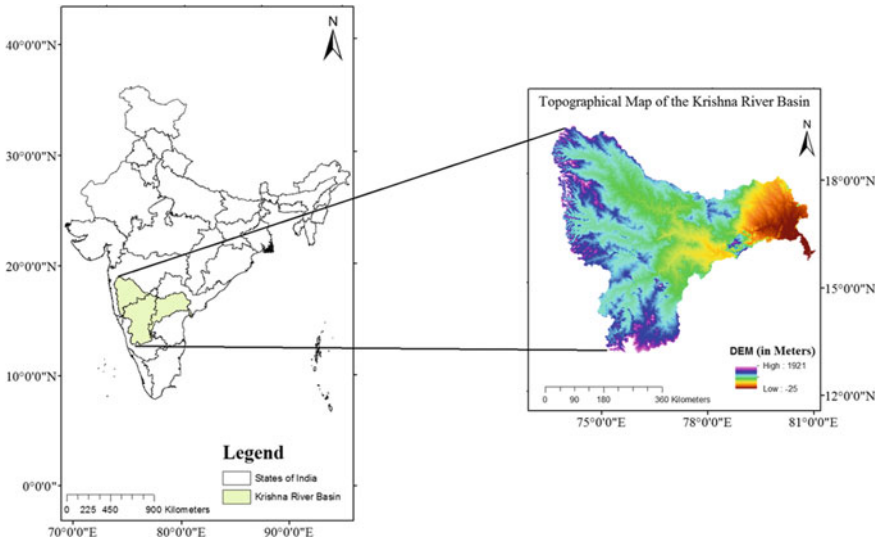 N
40°0'0"N
30°0'0"N
20°0'0"N
10°0'0"N
0°0'0"
Legend
States of India
Krishna River Basin
0 225 450 900 Kilometers
70°0'0"E 80°0'0"E 90°0'0"E
Topographical Map of the Krishna River Basin
N
18°0'0"N
15°0'0"N
12°0'0"N
DEM (in Meters)
High : 1921
Low : -25
0 90 180 360 Kilometers
75°0'0"E 78°0'0"E 81°0'0"E